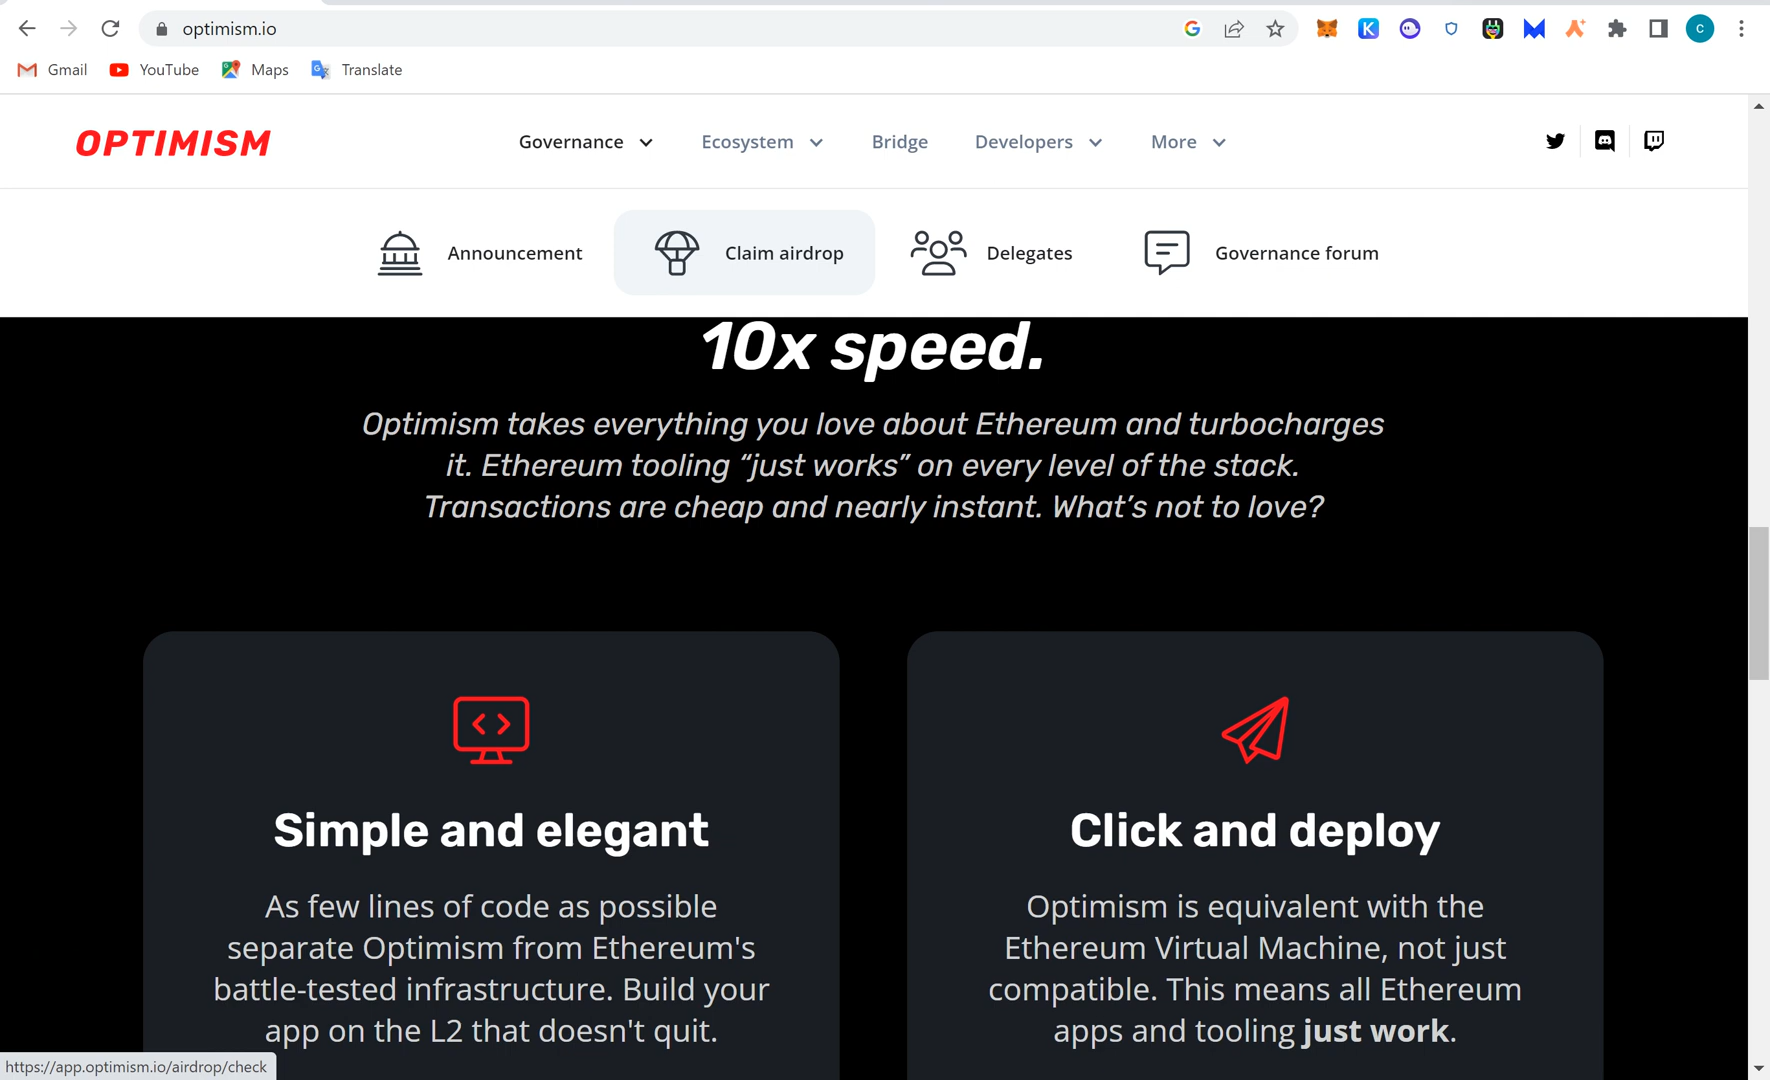 optimism.io
C
Gmail
YouTube
Maps
Translate
OPTIMISM
Governance
Ecosystem
Bridge
Developers
More
Announcement
Claim airdrop
Delegates
Governance forum
10x speed.
Optimism takes everything you love about Ethereum and turbocharges
it. Ethereum tooling “just works” on every level of the stack.
Transactions are cheap and nearly instant. What’s not to love?
Simple and elegant
As few lines of code as possible
separate Optimism from Ethereum's
battle-tested infrastructure. Build your
app on the L2 that doesn't quit.
Click and deploy
Optimism is equivalent with the
Ethereum Virtual Machine, not just
compatible. This means all Ethereum
apps and tooling just work.
https://app.optimism.io/airdrop/check